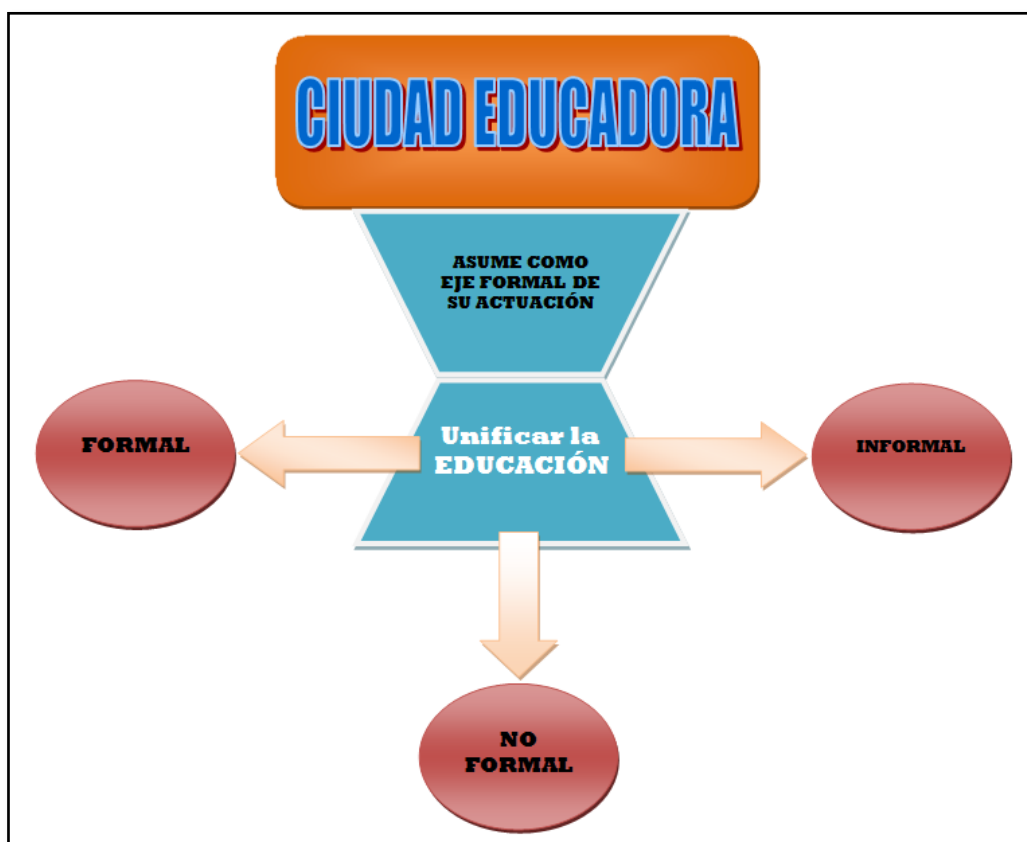 CIUDAD EDUCADORA
ASUME COMO
EJE FORMAL DE
SU ACTUACIÓN
Unificar la
EDUCACIÓN
FORMAL
INFORMAL
NO
FORMAL